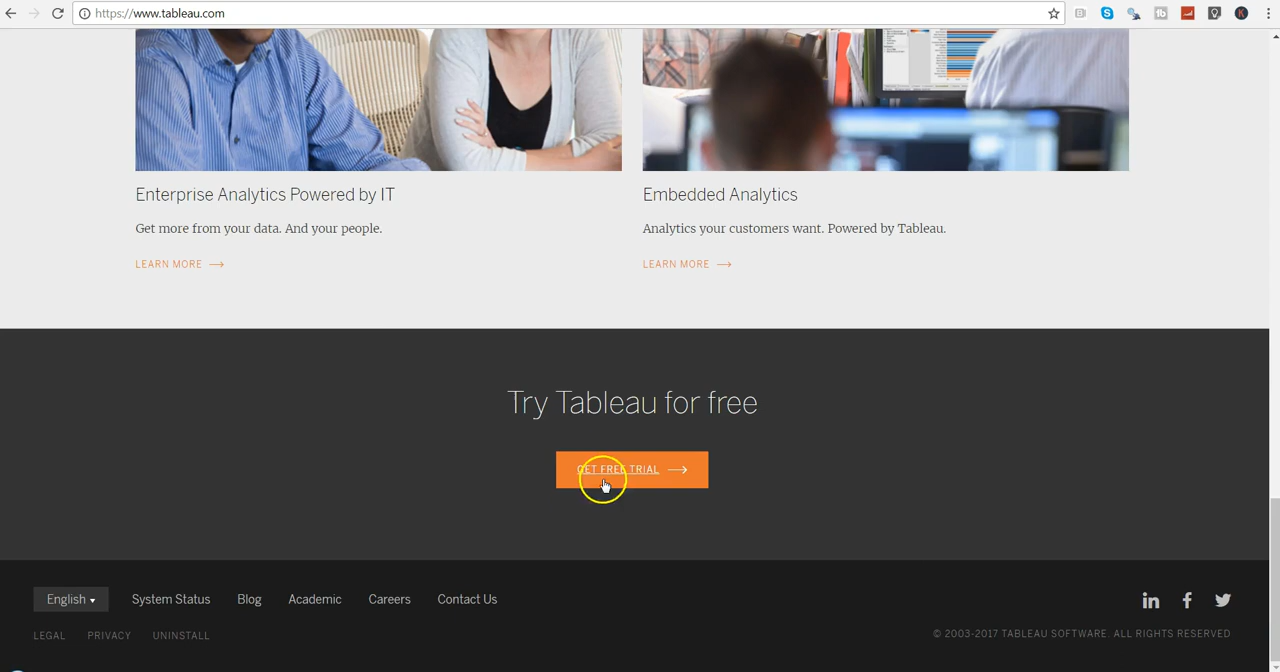 https://www.tableau.com
Enterprise Analytics Powered by IT
Get more from your data. And your people.
LEARN MORE
Embedded Analytics
Analytics your customers want. Powered by Tableau.
LEARN MORE
Try Tableau for free
GET FREE TRIAL
English
System Status
Blog
Academic
Careers
Contact Us
LEGAL
PRIVACY
UNINSTALL
© 2003-2017 TABLEAU SOFTWARE. ALL RIGHTS RESERVED